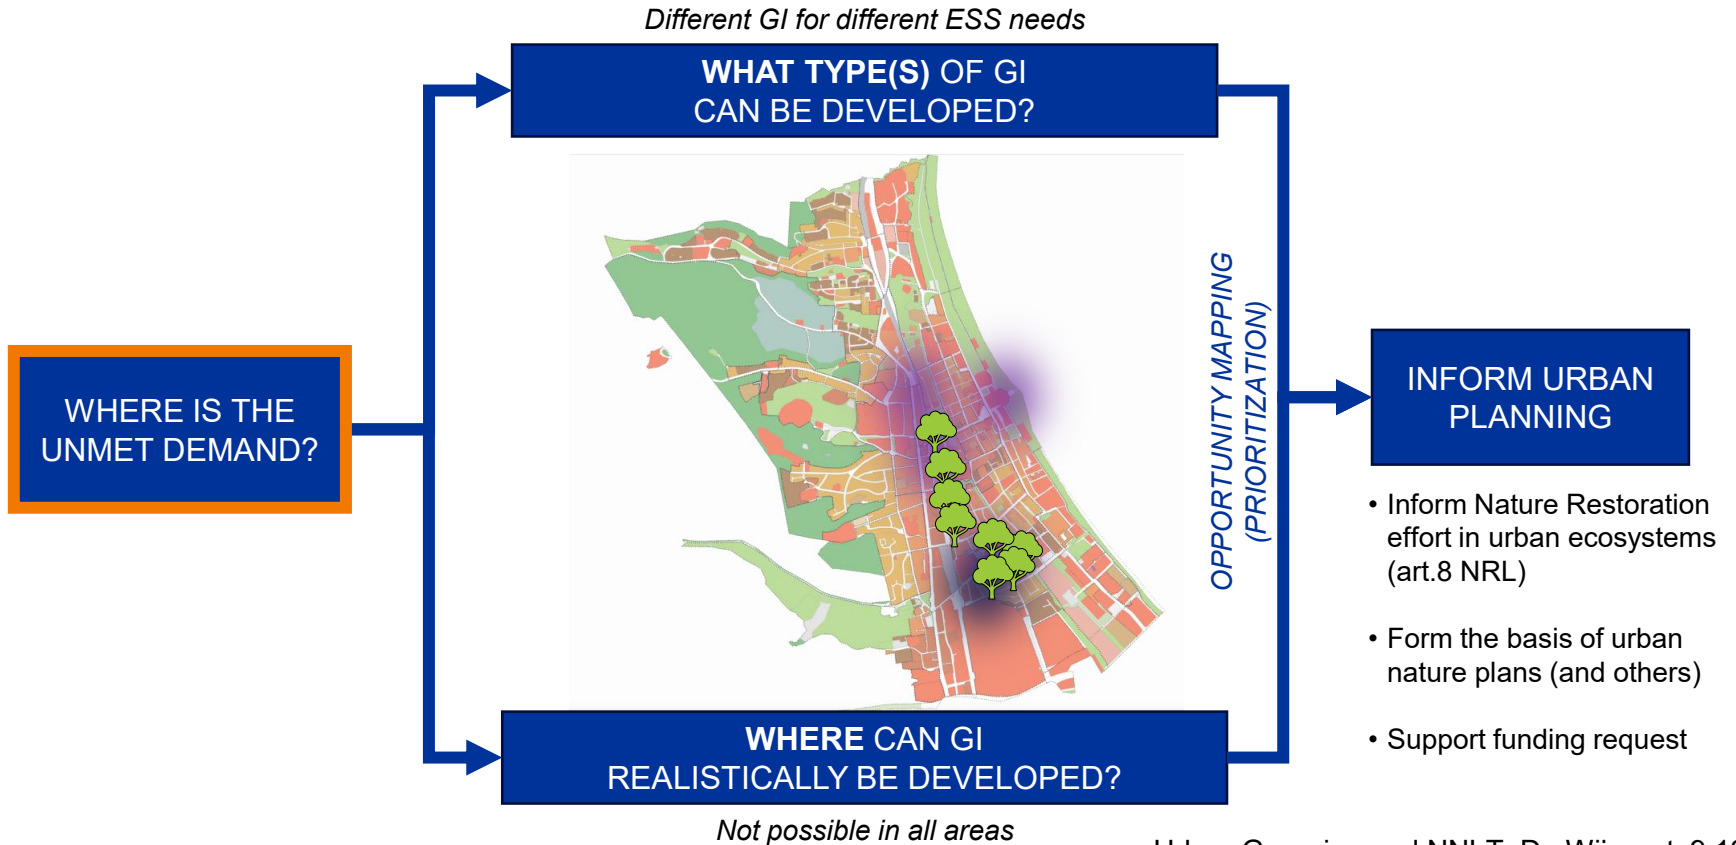 Different GI for different ESS needs
WHAT TYPE(S) OF GI
CAN BE DEVELOPED?
WHERE IS THE
UNMET DEMAND?
OPPORTUNITY MAPPING
(PRIORITIZATION)
WHERE CAN GI
REALISTICALLY BE DEVELOPED?
Not possible in all areas
INFORM URBAN
PLANNING
• Inform Nature Restoration
effort in urban ecosystems
(art.8 NRL)
• Form the basis of urban
nature plans (and others)
• Support funding request